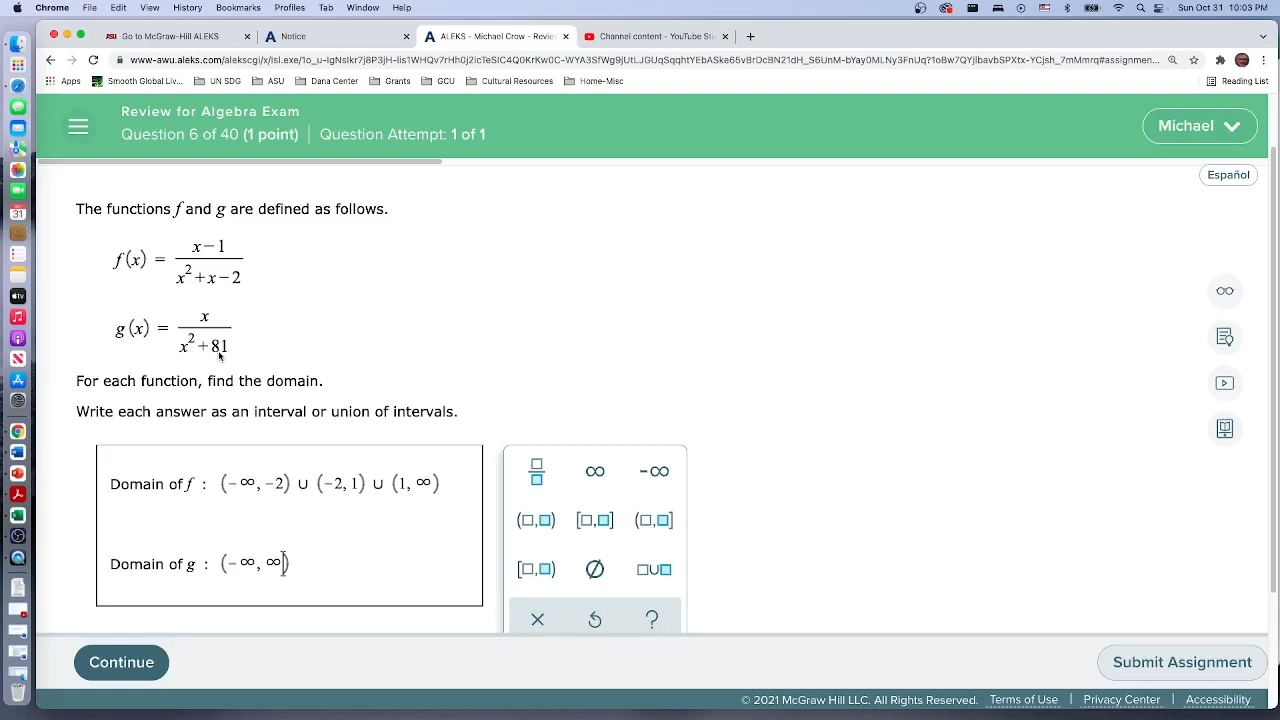 Chrome File Edit View History Bookmarks Profiles Tab Window Help Sun Oct 31 10:03 PM
ASU Go to McGraw-Hill ALEKS × A Notice × A ALEKS - Michael Crow - Revie × Channel content - YouTube Stu × +
Apps Smooth Global Liv... UN SDG ASU Dana Center Grants GCU Cultural Resources Home-Misc Reading List
Review for Algebra Exam
Question 6 of 40 (1 point) | Question Attempt: 1 of 1
Michael
Español
The functions f and g are defined as follows.
f(x) = (x−1)/(x²+x−2)
g(x) = x/(x²+81)
For each function, find the domain.
Write each answer as an interval or union of intervals.
Domain of f : (−∞, −2) ∪ (−2, 1) ∪ (1, ∞)
Domain of g : (−∞, ∞)
□/□ ∞ -∞
(□,□) [□,□] (□,□]
[□,□) ∅ □∪□
× ↺ ?
Continue
Submit Assignment
© 2021 McGraw Hill LLC. All Rights Reserved. Terms of Use | Privacy Center | Accessibility